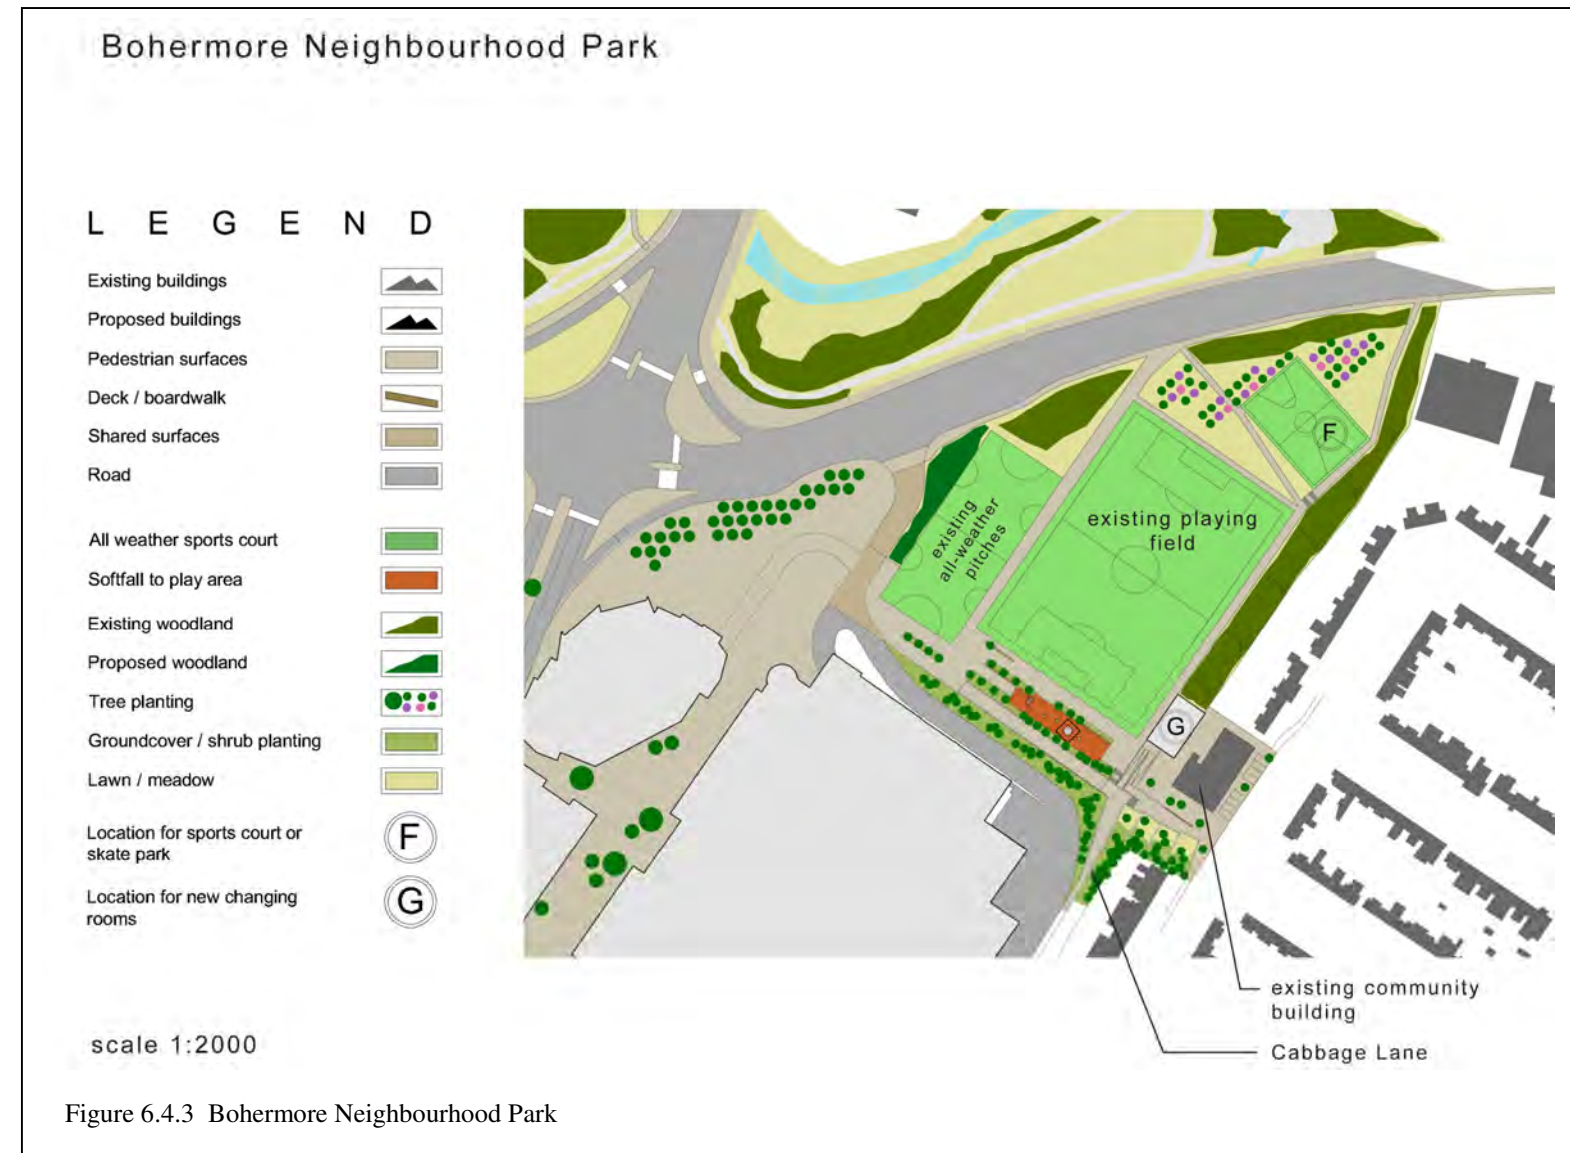 Bohermore Neighbourhood Park
L E G E N D
Existing buildings
Proposed buildings
Pedestrian surfaces
Deck / boardwalk
Shared surfaces
Road
All weather sports court
Softfall to play area
Existing woodland
Proposed woodland
Tree planting
Groundcover / shrub planting
Lawn / meadow
Location for sports court or
skate park
F
Location for new changing
rooms
G
F
existing playing
field
existing
all-weather
pitches
G
existing community
building
Cabbage Lane
scale 1:2000
Figure 6.4.3 Bohermore Neighbourhood Park